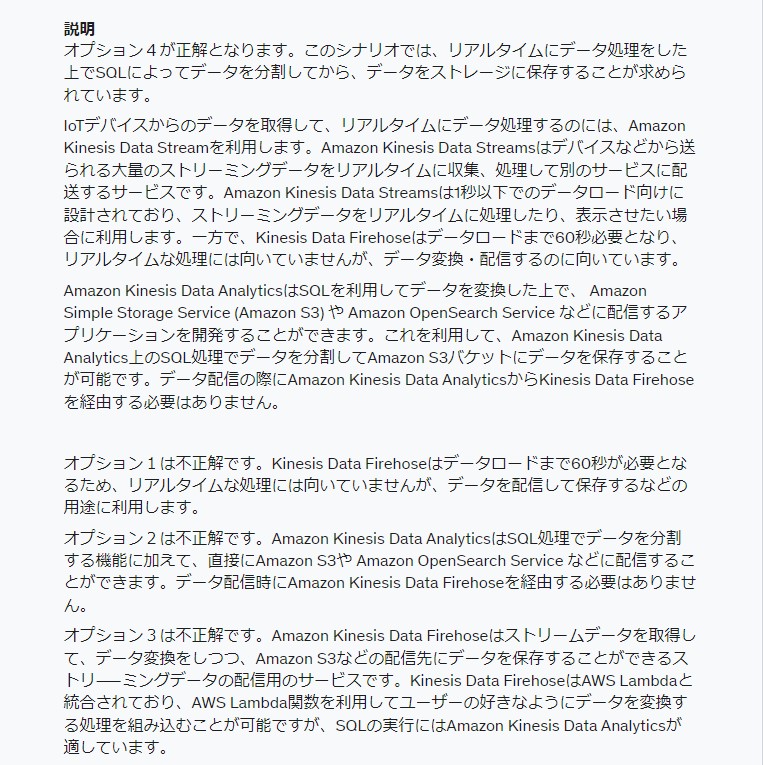 説明
オプション４が正解となります。このシナリオでは、リアルタイムにデータ処理をした
上でSQLによってデータを分割してから、データをストレージに保存することが求めら
れています。
IoTデバイスからのデータを取得して、リアルタイムにデータ処理するのには、Amazon
Kinesis Data Streamを利用します。Amazon Kinesis Data Streamsはデバイスなどから送
られる大量のストリーミングデータをリアルタイムに収集、処理して別のサービスに配
送するサービスです。Amazon Kinesis Data Streamsは1秒以下でのデータロード向けに
設計されており、ストリーミングデータをリアルタイムに処理したり、表示させたい場
合に利用します。一方で、Kinesis Data Firehoseはデータロードまで60秒必要となり、
リアルタイムな処理には向いていませんが、データ変換・配信するのに向いています。
Amazon Kinesis Data AnalyticsはSQLを利用してデータを変換した上で、 Amazon
Simple Storage Service (Amazon S3) や Amazon OpenSearch Service などに配信するア
プリケーションを開発することができます。これを利用して、Amazon Kinesis Data
Analytics上のSQL処理でデータを分割してAmazon S3バケットにデータを保存すること
が可能です。データ配信の際にAmazon Kinesis Data AnalyticsからKinesis Data Firehose
を経由する必要はありません。
オプション１は不正解です。Kinesis Data Firehoseはデータロードまで60秒が必要とな
るため、リアルタイムな処理には向いていませんが、データを配信して保存するなどの
用途に利用します。
オプション２は不正解です。Amazon Kinesis Data AnalyticsはSQL処理でデータを分割
する機能に加えて、直接にAmazon S3や Amazon OpenSearch Service などに配信するこ
とができます。データ配信時にAmazon Kinesis Data Firehoseを経由する必要はありませ
ん。
オプション３は不正解です。Amazon Kinesis Data Firehoseはストリームデータを取得し
て、データ変換をしつつ、Amazon S3などの配信先にデータを保存することができるス
トリ──ミングデータの配信用のサービスです。Kinesis Data FirehoseはAWS Lambdaと
統合されており、AWS Lambda関数を利用してユーザーの好きなようにデータを変換す
る処理を組み込むことが可能ですが、SQLの実行にはAmazon Kinesis Data Analyticsが
適しています。